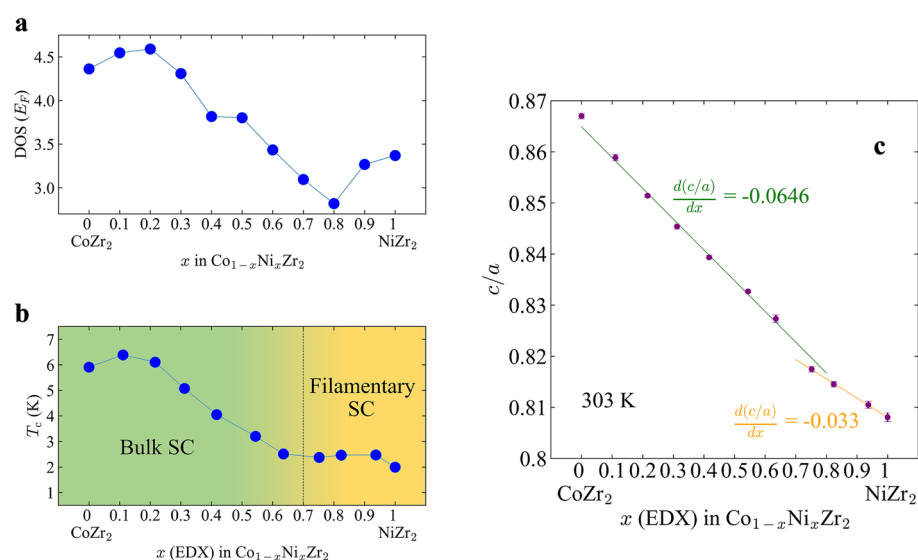 a
DOS (E_F)
4.5
4.0
3.5
3.0
0 0.1 0.2 0.3 0.4 0.5 0.6 0.7 0.8 0.9 1
CoZr₂ NiZr₂
x in Co₁₋ₓNiₓZr₂
b
T_c (K)
7
6
5
4
3
2
1
Bulk SC
Filamentary
SC
0 0.1 0.2 0.3 0.4 0.5 0.6 0.7 0.8 0.9 1
CoZr₂ NiZr₂
x (EDX) in Co₁₋ₓNiₓZr₂
c
c/a
0.87
0.86
0.85
0.84
0.83
0.82
0.81
0.8
d(c/a)/dx = -0.0646
d(c/a)/dx = -0.033
303 K
0 0.1 0.2 0.3 0.4 0.5 0.6 0.7 0.8 0.9 1
CoZr₂ NiZr₂
x (EDX) in Co₁₋ₓNiₓZr₂